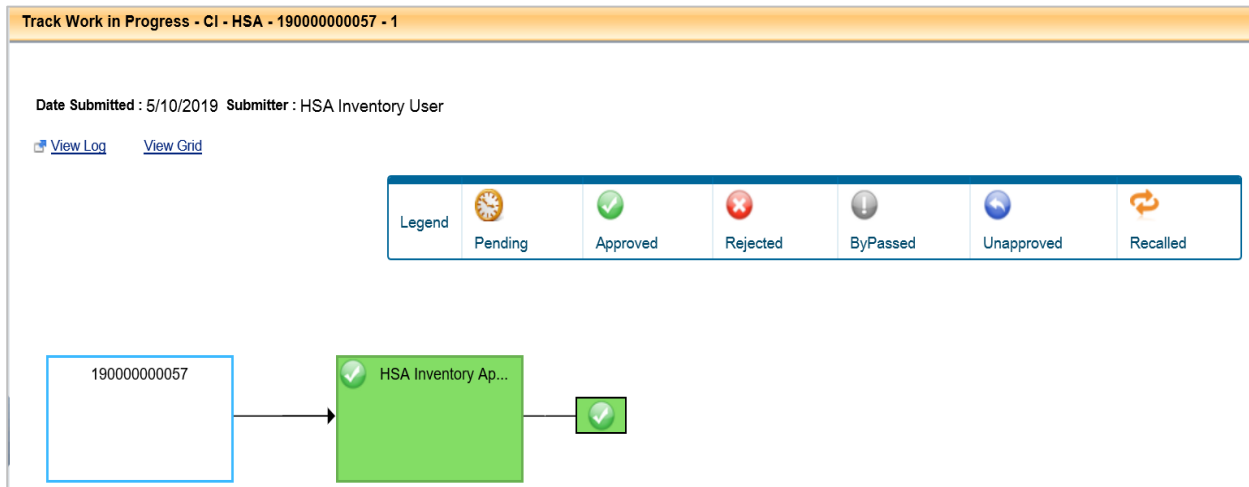 Track Work in Progress - CI - HSA - 190000000057 - 1
Date Submitted : 5/10/2019 Submitter : HSA Inventory User
View Log View Grid
Legend
Pending Approved Rejected ByPassed Unapproved Recalled
190000000057 HSA Inventory Ap...